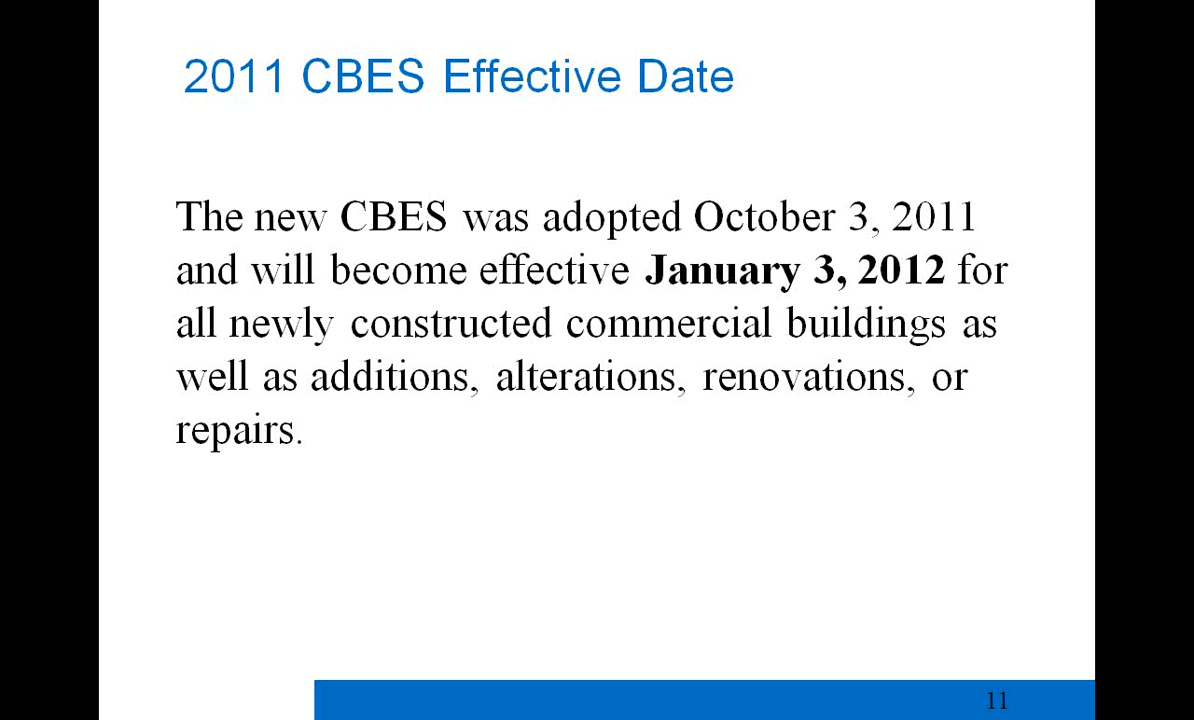 2011 CBES Effective Date
The new CBES was adopted October 3, 2011
and will become effective January 3, 2012 for
all newly constructed commercial buildings as
well as additions, alterations, renovations, or
repairs.
11